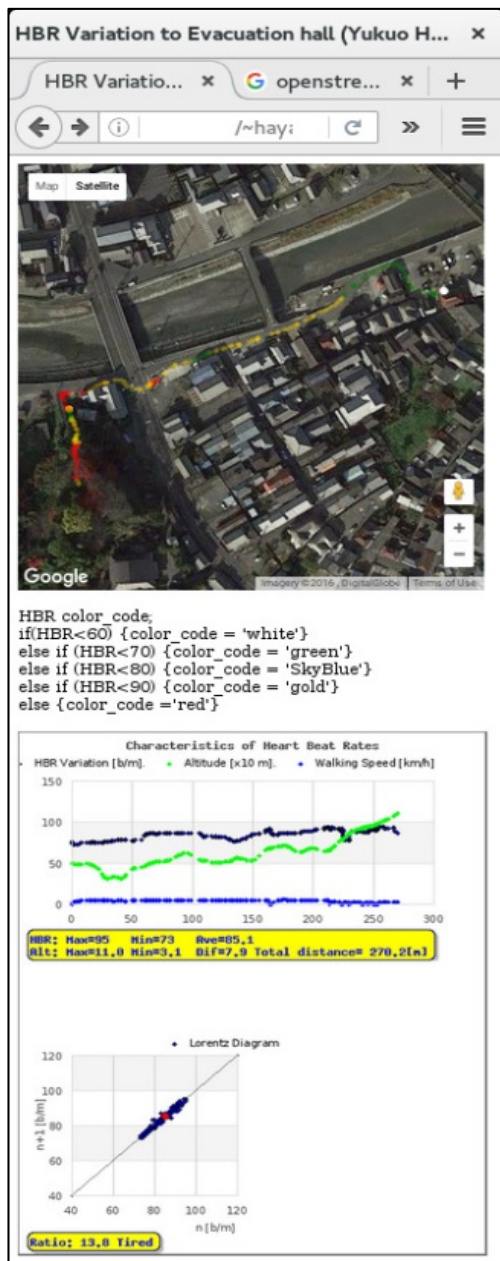 HBR Variation to Evacuation hall (Yukuo H... ×
HBR Variatio... × openstre... × +
/~haya
Map Satellite
+
−
Google
Imagery ©2016 , DigitalGlobe Terms of Use
HBR color_code;
if(HBR<60) {color_code = 'white'}
else if (HBR<70) {color_code = 'green'}
else if (HBR<80) {color_code = 'SkyBlue'}
else if (HBR<90) {color_code = 'gold'}
else {color_code ='red'}
Characteristics of Heart Beat Rates
HBR Variation [b/m]. Altitude [x10 m]. Walking Speed [km/h]
150
100
50
0
0 50 100 150 200 250 300
HBR; Max=95 Min=73 Ave=85,1
Alt; Max=11,0 Min=3,1 Dif=7,9 Total distance= 270,2[m]
Lorentz Diagram
120
100
80
60
40
n+1 [b/m]
40 60 80 100 120
n [b/m]
Ratio; 13,8 Tired